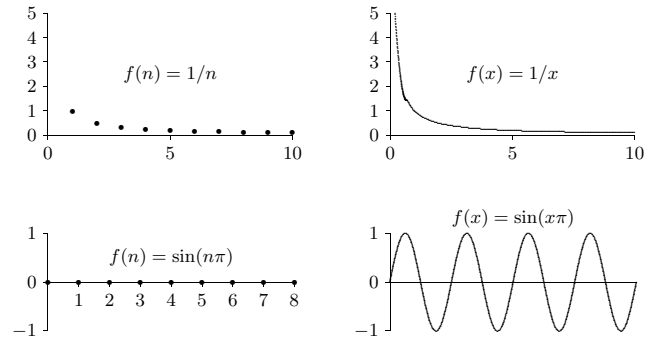 5 5
4 4
3 f(n) = 1/n 3 f(x) = 1/x
2 2
1 1
0 0
0 5 10 0 5 10
f(x) = sin(xπ)
1 f(n) = sin(nπ) 1
0 0
1 2 3 4 5 6 7 8
−1 −1